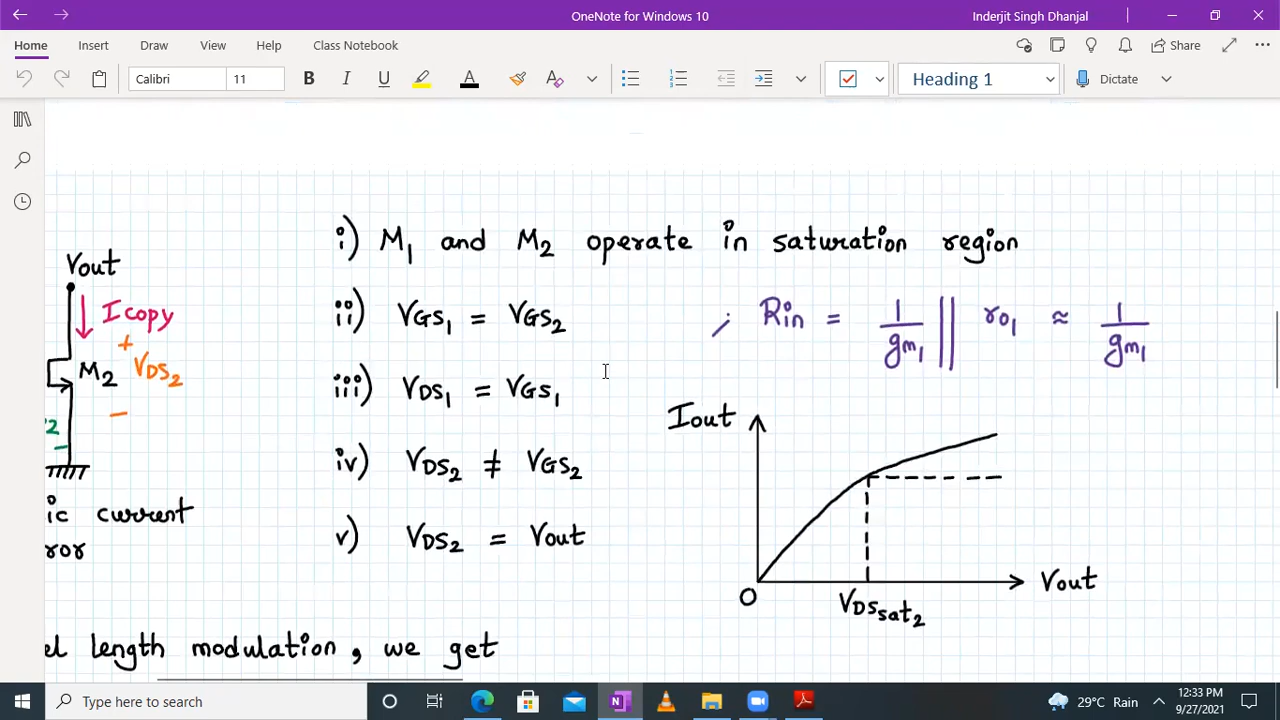 OneNote for Windows 10
Inderjit Singh Dhanjal
Home Insert Draw View Help Class Notebook
Share
Calibri 11 B I U A Heading 1 Dictate
i) M1 and M2 operate in saturation region
Vout
Icopy
ii) VGS1 = VGS2 ; Rin = 1/gm1 || ro1 ≈ 1/gm1
+
M2 VDS2
−
iii) VDS1 = VGS1
Iout
2
−
iv) VDS2 ≠ VGS2
ic current
v) VDS2 = Vout
ror
O VDSsat2 Vout
el length modulation, we get
Type here to search
29°C Rain
12:33 PM
9/27/2021